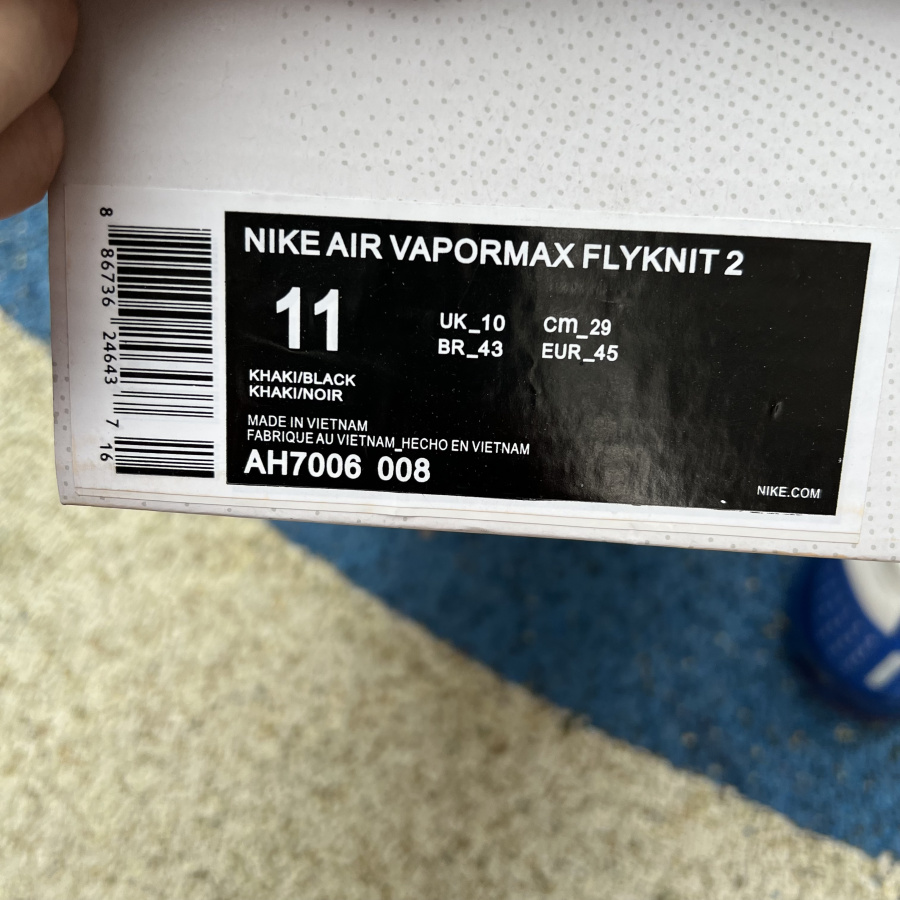 NIKE AIR VAPORMAX FLYKNIT 2
11
UK_10 cm_29
BR_43 EUR_45
KHAKI/BLACK
KHAKI/NOIR
MADE IN VIETNAM
FABRIQUE AU VIETNAM_HECHO EN VIETNAM
AH7006 008
NIKE.COM
8 86736 24643 7 16